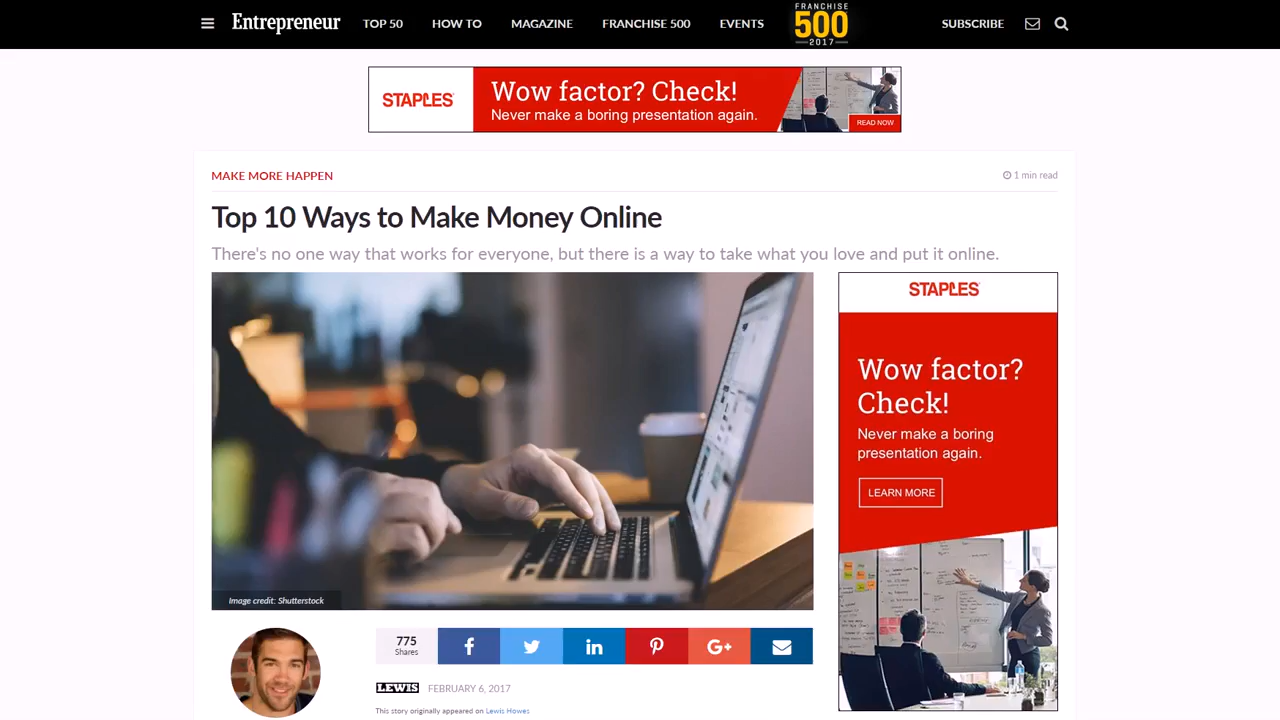 Entrepreneur TOP 50 HOW TO MAGAZINE FRANCHISE 500 EVENTS FRANCHISE 500 2017 SUBSCRIBE
STAPLES
Wow factor? Check!
Never make a boring presentation again.
READ NOW
MAKE MORE HAPPEN
1 min read
Top 10 Ways to Make Money Online
There's no one way that works for everyone, but there is a way to take what you love and put it online.
Image credit: Shutterstock
STAPLES
Wow factor?
Check!
Never make a boring
presentation again.
LEARN MORE
775
Shares
G+
LEWIS FEBRUARY 6, 2017
This story originally appeared on Lewis Howes